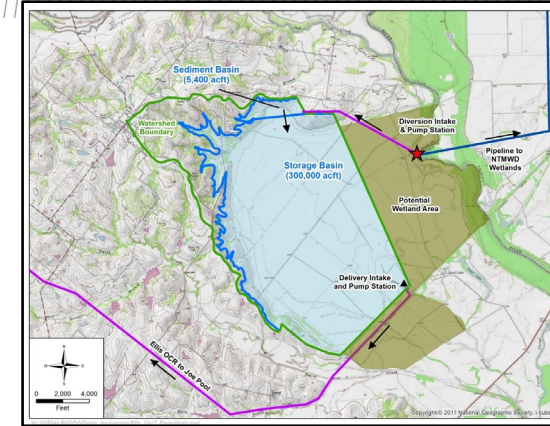 Sediment Basin
(5,400 acft)
Watershed
Boundary
Diversion Intake
& Pump Station
Storage Basin
(300,000 acft)
Pipeline to
NTMWD
Wetlands
Potential
Wetland Area
Delivery Intake
and Pump Station
Ellis OCR to Joe Pool
N
W
E
S
0 2,000 4,000
Feet
Copyright:© 2011 National Geographic Society, i-cubed